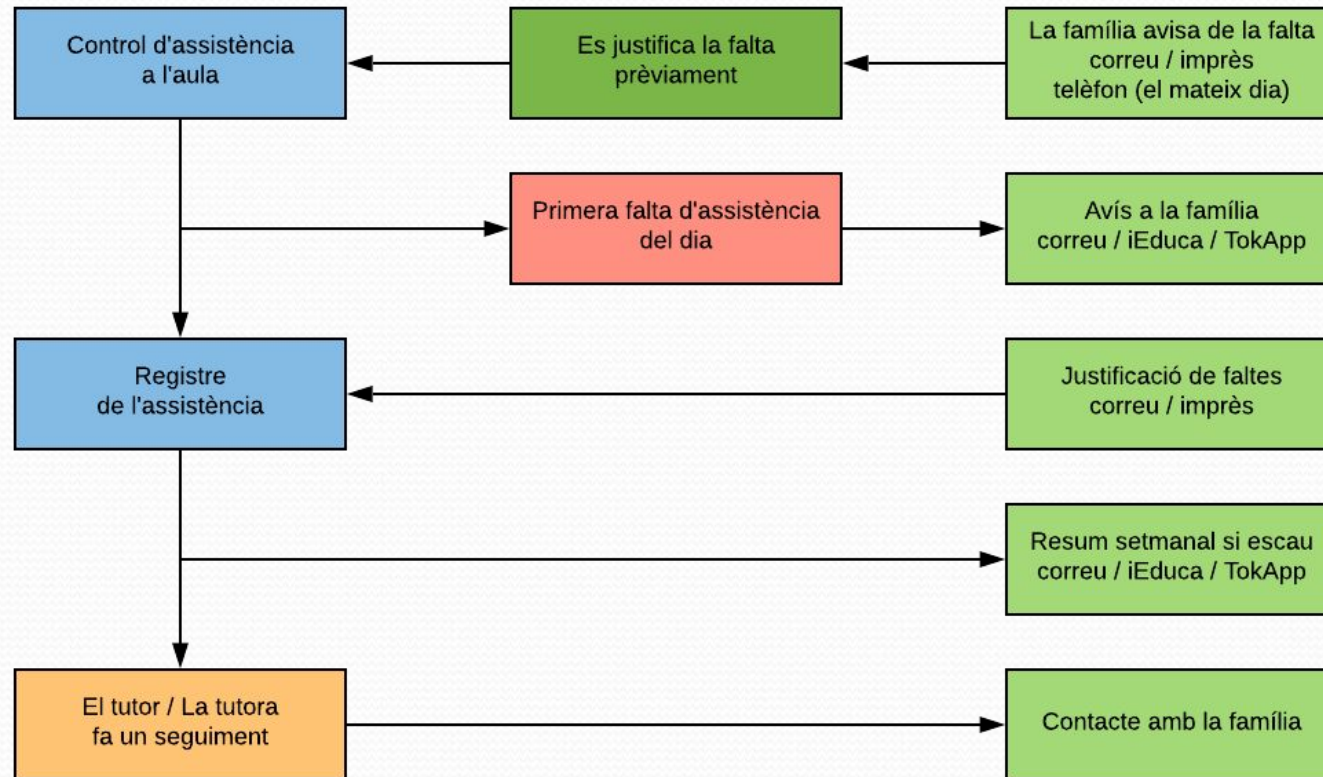 Control d'assistència
a l'aula
Es justifica la falta
prèviament
La família avisa de la falta
correu / imprès
telèfon (el mateix dia)
Primera falta d'assistència
del dia
Avís a la família
correu / iEduca / TokApp
Registre
de l'assistència
Justificació de faltes
correu / imprès
Resum setmanal si escau
correu / iEduca / TokApp
El tutor / La tutora
fa un seguiment
Contacte amb la família